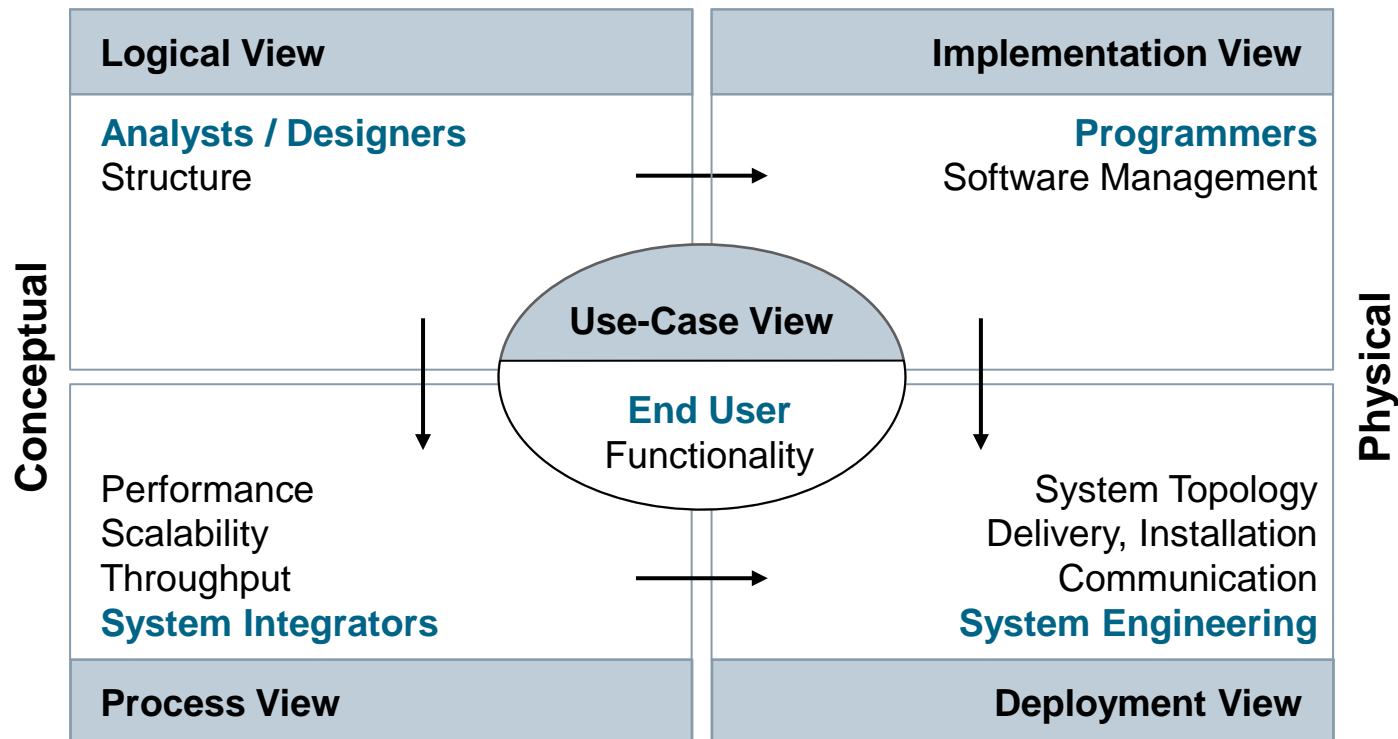 Logical View
Implementation View
Analysts / Designers
Structure
Programmers
Software Management
Conceptual
Use-Case View
End User
Functionality
Physical
Performance
Scalability
Throughput
System Integrators
System Topology
Delivery, Installation
Communication
System Engineering
Process View
Deployment View